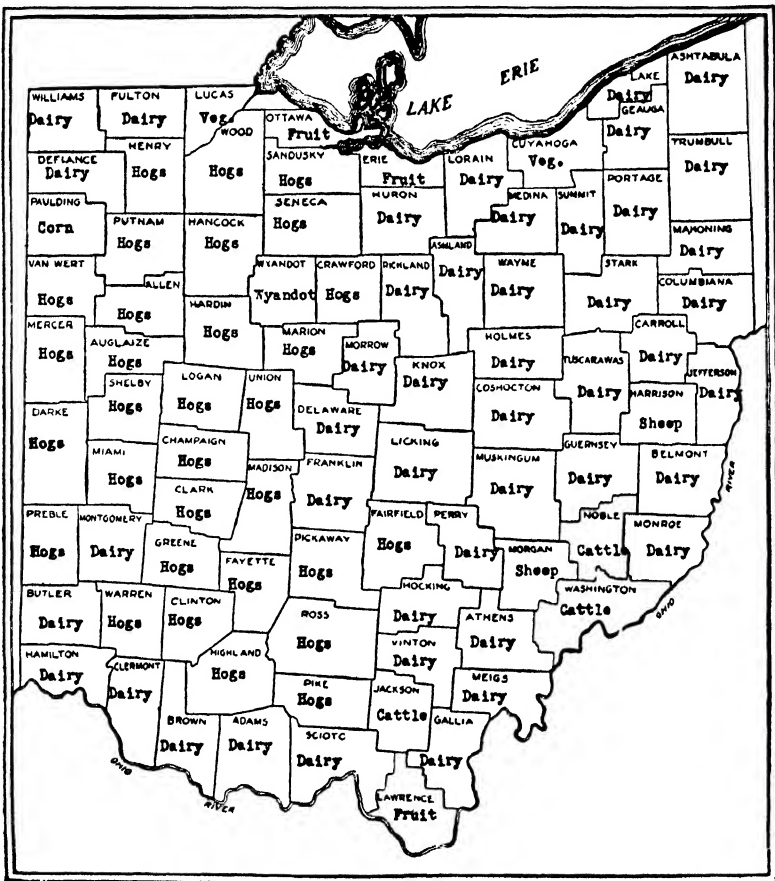 LAKE ERIE
WILLIAMS
Dairy
FULTON
Dairy
LUCAS
Veg.
WOOD
Hogs
OTTAWA
Fruit
LAKE
Dairy
ASHTABULA
Dairy
GEAUGA
Dairy
DEFIANCE
Dairy
HENRY
Hogs
SANDUSKY
Hogs
ERIE
Fruit
LORAIN
Dairy
CUYAHOGA
Veg.
TRUMBULL
Dairy
PAULDING
Corn
PUTNAM
Hogs
HANCOCK
Hogs
SENECA
Hogs
HURON
Dairy
MEDINA
Dairy
SUMMIT
Dairy
PORTAGE
Dairy
MAHONING
Dairy
VAN WERT
Hogs
ALLEN
Hogs
HARDIN
Hogs
WYANDOT
Wyandot
CRAWFORD
Hogs
RICHLAND
Dairy
ASHLAND
Dairy
WAYNE
Dairy
STARK
Dairy
COLUMBIANA
Dairy
MERCER
Hogs
AUGLAIZE
Hogs
MARION
Hogs
MORROW
Dairy
KNOX
Dairy
HOLMES
Dairy
TUSCARAWAS
Dairy
CARROLL
Dairy
JEFFERSON
Dairy
SHELBY
Hogs
LOGAN
Hogs
UNION
Hogs
DELAWARE
Dairy
COSHOCTON
Dairy
HARRISON
Sheep
DARKE
Hogs
MIAMI
Hogs
CHAMPAIGN
Hogs
CLARK
Hogs
MADISON
Hogs
FRANKLIN
Dairy
LICKING
Dairy
MUSKINGUM
Dairy
GUERNSEY
Dairy
BELMONT
Dairy
RIVER
PREBLE
Hogs
MONTGOMERY
Dairy
GREENE
Hogs
FAYETTE
Hogs
PICKAWAY
Hogs
FAIRFIELD
Hogs
PERRY
Dairy
MORGAN
Sheep
NOBLE
Cattle
MONROE
Dairy
BUTLER
Dairy
WARREN
Hogs
CLINTON
Hogs
ROSS
Hogs
HOCKING
Dairy
ATHENS
Dairy
WASHINGTON
Cattle
OHIO
HAMILTON
Dairy
CLERMONT
Dairy
HIGHLAND
Hogs
PIKE
Hogs
VINTON
Dairy
JACKSON
Cattle
MEIGS
Dairy
BROWN
Dairy
ADAMS
Dairy
SCIOTO
Dairy
GALLIA
Dairy
OHIO
RIVER
LAWRENCE
Fruit